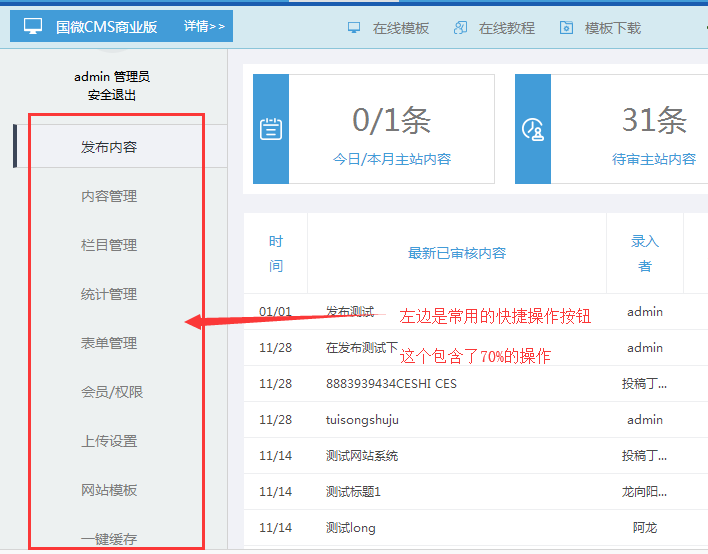 国微CMS商业版 详情>> 在线模板 在线教程 模板下载
admin 管理员
安全退出
发布内容
内容管理
栏目管理
统计管理
表单管理
会员/权限
上传设置
网站模板
一键缓存
0/1条
今日/本月主站内容
31条
待审主站内容
时间 最新已审核内容 录入者
01/01 发布测试 admin
左边是常用的快捷操作按钮
11/28 在发布测试下 admin
这个包含了70%的操作
11/28 8883939434CESHI CES 投稿丁...
11/28 tuisongshuju admin
11/14 测试网站系统 投稿丁...
11/14 测试标题1 龙向阳...
11/14 测试long 阿龙